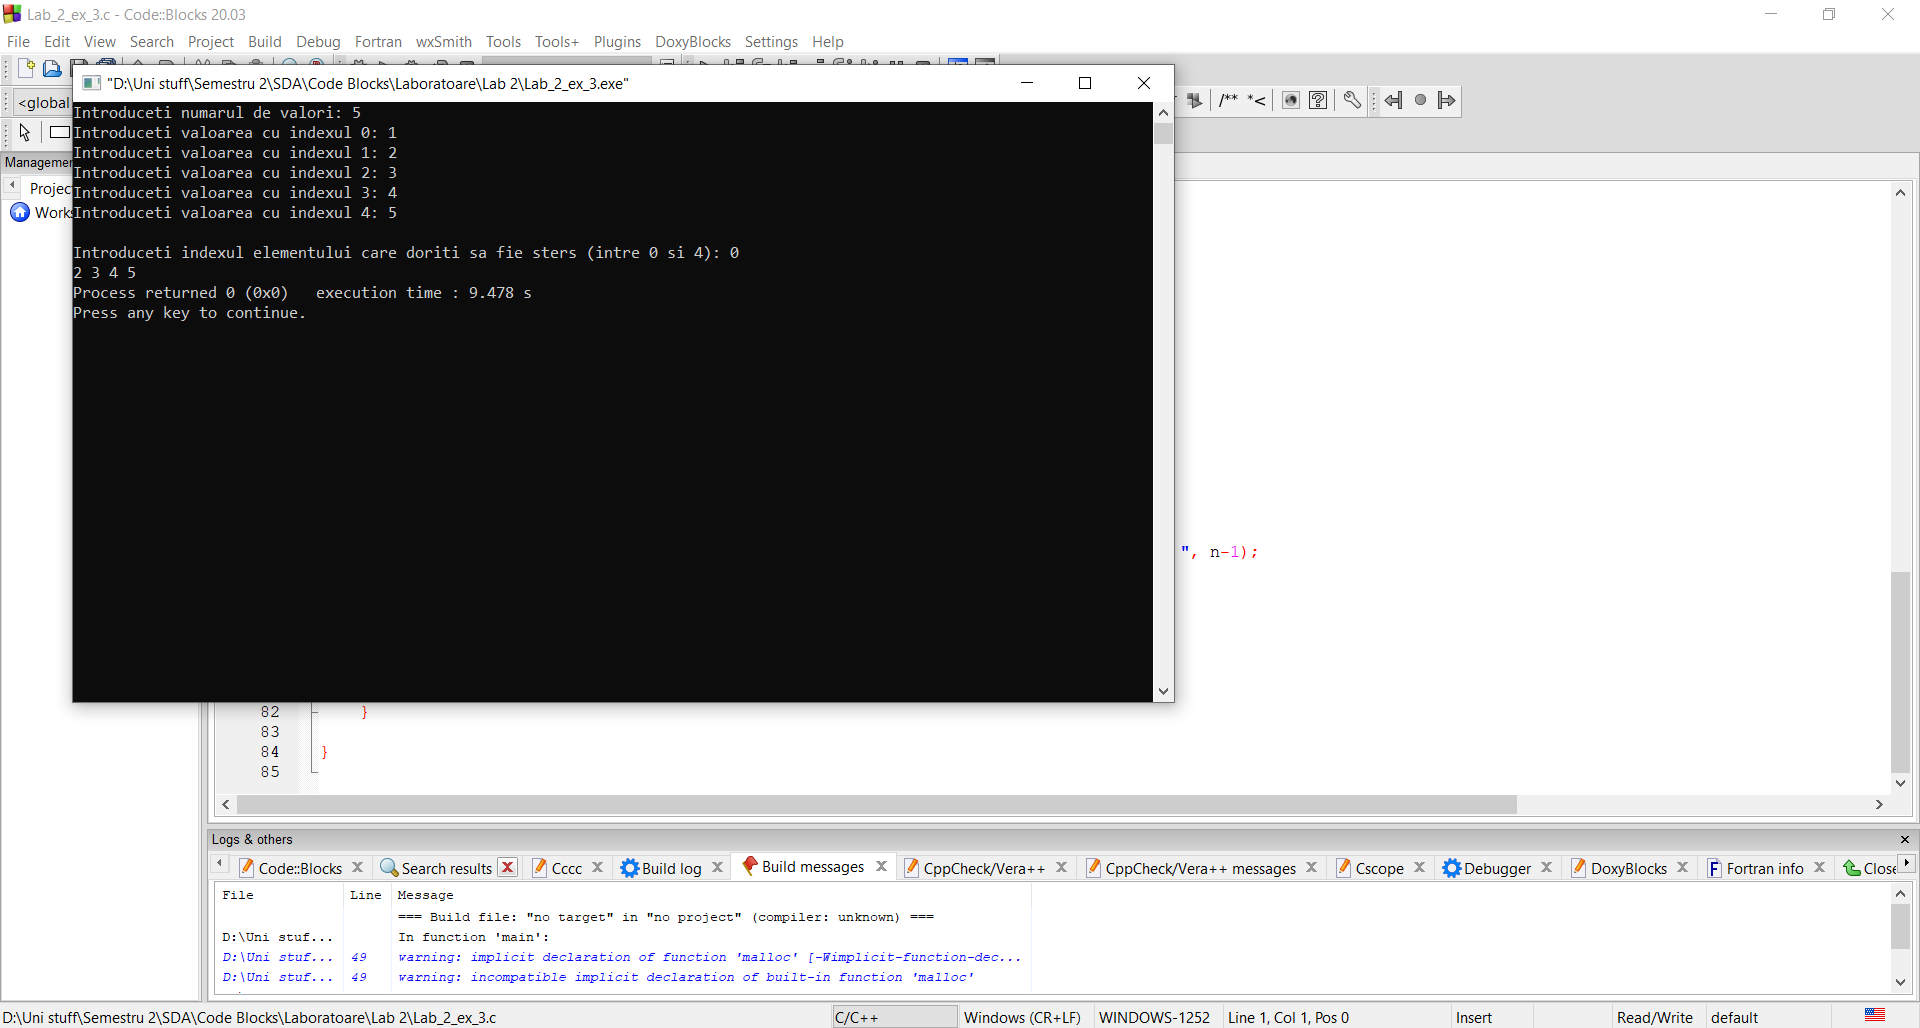 Lab_2_ex_3.c - Code::Blocks 20.03
File Edit View Search Project Build Debug Fortran wxSmith Tools Tools+ Plugins DoxyBlocks Settings Help
"D:\Uni stuff\Semestru 2\SDA\Code Blocks\Laboratoare\Lab 2\Lab_2_ex_3.exe"
<global
/** *<
Introduceti numarul de valori: 5
Introduceti valoarea cu indexul 0: 1
Introduceti valoarea cu indexul 1: 2
Introduceti valoarea cu indexul 2: 3
Introduceti valoarea cu indexul 3: 4
Introduceti valoarea cu indexul 4: 5
Introduceti indexul elementului care doriti sa fie sters (intre 0 si 4): 0
2 3 4 5
Process returned 0 (0x0)   execution time : 9.478 s
Press any key to continue.
Managemen
Projec
Works
", n-1);
82 }
83
84 }
85
Logs & others
Code::Blocks Search results Cccc Build log Build messages CppCheck/Vera++ CppCheck/Vera++ messages Cscope Debugger DoxyBlocks Fortran info Close
File Line Message
=== Build file: "no target" in "no project" (compiler: unknown) ===
D:\Uni stuf... In function 'main':
D:\Uni stuf... 49 warning: implicit declaration of function 'malloc' [-Wimplicit-function-dec...
D:\Uni stuf... 49 warning: incompatible implicit declaration of built-in function 'malloc'
D:\Uni stuff\Semestru 2\SDA\Code Blocks\Laboratoare\Lab 2\Lab_2_ex_3.c C/C++ Windows (CR+LF) WINDOWS-1252 Line 1, Col 1, Pos 0 Insert Read/Write default